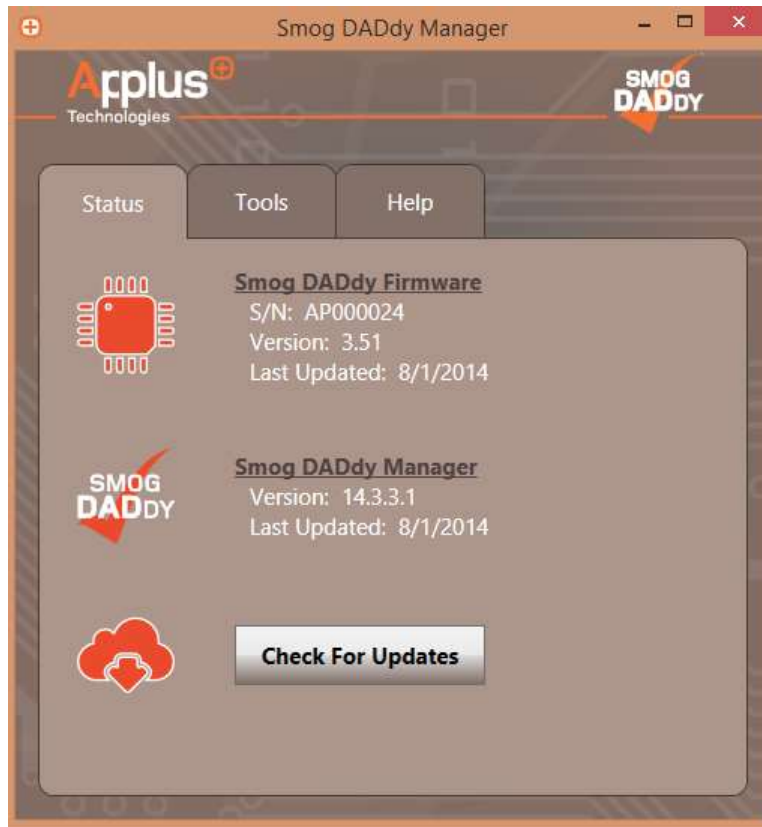 Smog DADdy Manager
Applus+
Technologies
SMOG
DADDY
Status
Tools
Help
Smog DADdy Firmware
S/N: AP000024
Version: 3.51
Last Updated: 8/1/2014
SMOG
DADDY
Smog DADdy Manager
Version: 14.3.3.1
Last Updated: 8/1/2014
Check For Updates